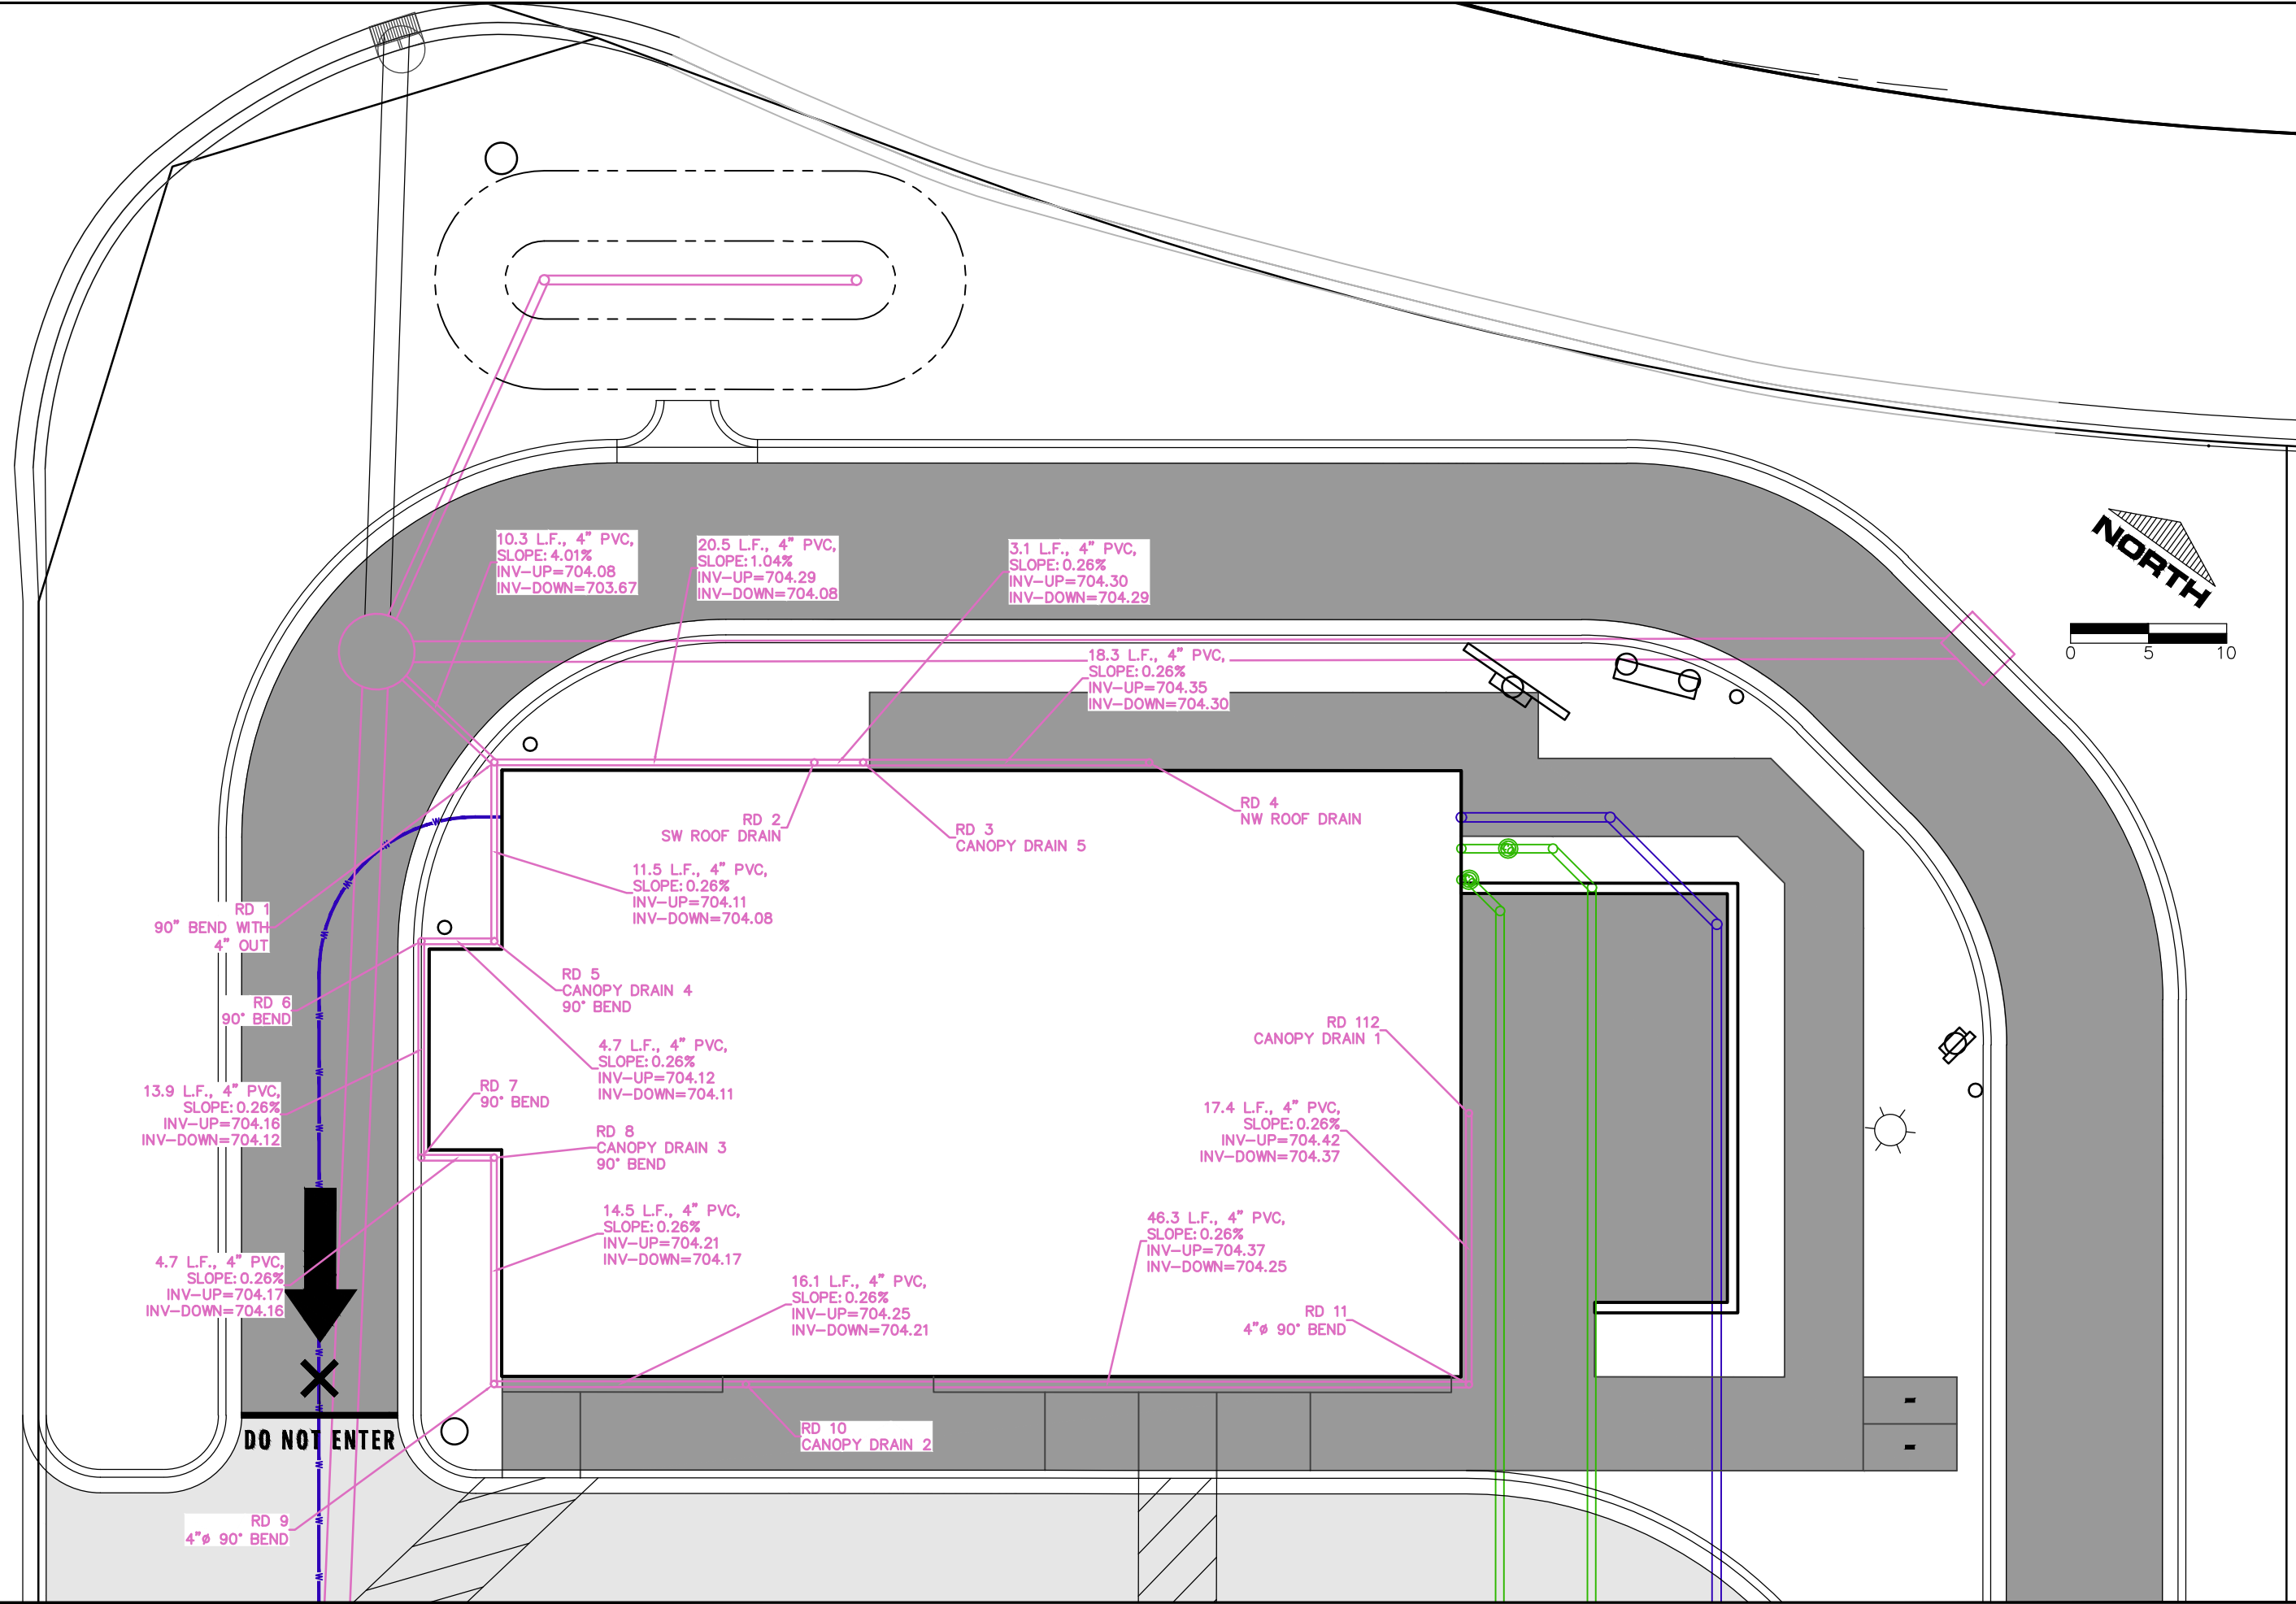 10.3 L.F., 4" PVC,
SLOPE: 4.01%
INV-UP=704.08
INV-DOWN=703.67
20.5 L.F., 4" PVC,
SLOPE: 1.04%
INV-UP=704.29
INV-DOWN=704.08
3.1 L.F., 4" PVC,
SLOPE: 0.26%
INV-UP=704.30
INV-DOWN=704.29
NORTH
0 5 10
18.3 L.F., 4" PVC,
SLOPE: 0.26%
INV-UP=704.35
INV-DOWN=704.30
RD 2
SW ROOF DRAIN
RD 3
CANOPY DRAIN 5
RD 4
NW ROOF DRAIN
11.5 L.F., 4" PVC,
SLOPE: 0.26%
INV-UP=704.11
INV-DOWN=704.08
RD 1
90" BEND WITH
4" OUT
RD 5
CANOPY DRAIN 4
90° BEND
RD 6
90° BEND
4.7 L.F., 4" PVC,
SLOPE: 0.26%
INV-UP=704.12
INV-DOWN=704.11
RD 112
CANOPY DRAIN 1
13.9 L.F., 4" PVC,
SLOPE: 0.26%
INV-UP=704.16
INV-DOWN=704.12
RD 7
90° BEND
RD 8
CANOPY DRAIN 3
90° BEND
17.4 L.F., 4" PVC,
SLOPE: 0.26%
INV-UP=704.42
INV-DOWN=704.37
14.5 L.F., 4" PVC,
SLOPE: 0.26%
INV-UP=704.21
INV-DOWN=704.17
46.3 L.F., 4" PVC,
SLOPE: 0.26%
INV-UP=704.37
INV-DOWN=704.25
4.7 L.F., 4" PVC,
SLOPE: 0.26%
INV-UP=704.17
INV-DOWN=704.16
16.1 L.F., 4" PVC,
SLOPE: 0.26%
INV-UP=704.25
INV-DOWN=704.21
RD 11
4"ø 90° BEND
RD 10
CANOPY DRAIN 2
DO NOT ENTER
RD 9
4"ø 90° BEND
W
W
W
W
W
W
W
W
W
W
W
W
W